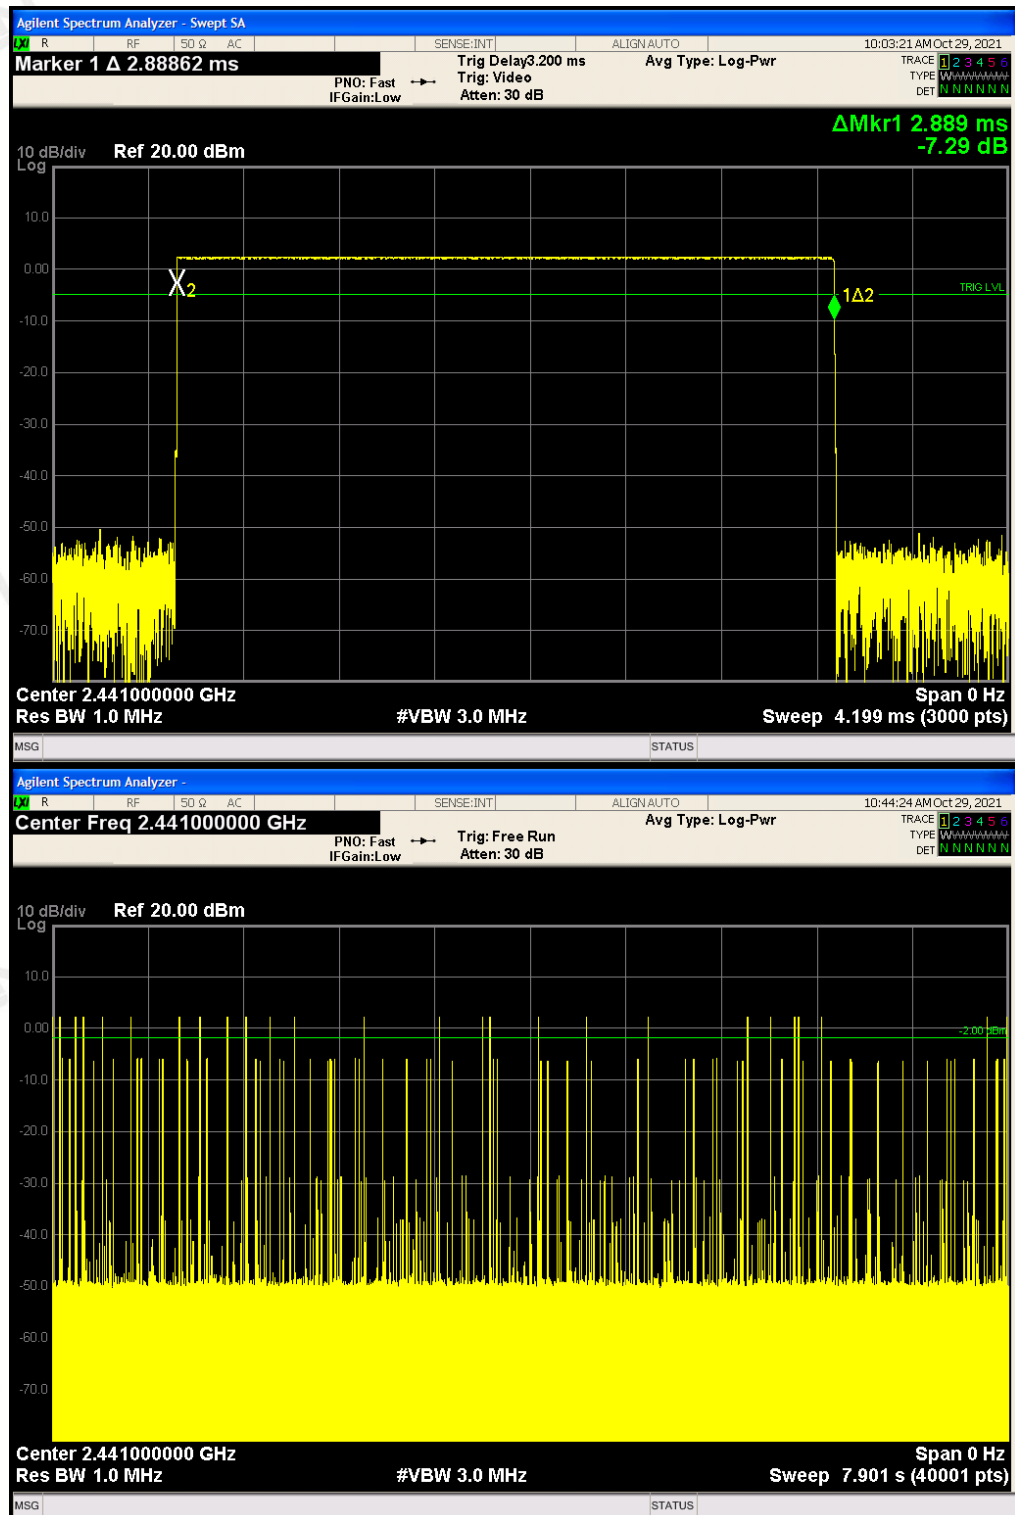 Agilent Spectrum Analyzer - Swept SA
LXI R RF 50 Ω AC SENSE:INT ALIGN AUTO 10:03:21 AM Oct 29, 2021
Marker 1 Δ 2.88862 ms
PNO: Fast
IFGain:Low
Trig Delay3.200 ms
Trig: Video
Atten: 30 dB
Avg Type: Log-Pwr
TRACE 1 2 3 4 5 6
TYPE
DET N N N N N N
ΔMkr1 2.889 ms
-7.29 dB
10 dB/div Ref 20.00 dBm
Log
10.0
0.00
X2
TRIG LVL
1Δ2
-10.0
-20.0
-30.0
-40.0
-50.0
-60.0
-70.0
Center 2.441000000 GHz Span 0 Hz
Res BW 1.0 MHz #VBW 3.0 MHz Sweep 4.199 ms (3000 pts)
MSG STATUS
Agilent Spectrum Analyzer -
LXI R RF 50 Ω AC SENSE:INT ALIGN AUTO 10:44:24 AM Oct 29, 2021
Center Freq 2.441000000 GHz
PNO: Fast
IFGain:Low
Trig: Free Run
Atten: 30 dB
Avg Type: Log-Pwr
TRACE 1 2 3 4 5 6
TYPE
DET N N N N N N
10 dB/div Ref 20.00 dBm
Log
10.0
0.00
-2.00 dBm
-10.0
-20.0
-30.0
-40.0
-50.0
-60.0
-70.0
Center 2.441000000 GHz Span 0 Hz
Res BW 1.0 MHz #VBW 3.0 MHz Sweep 7.901 s (40001 pts)
MSG STATUS